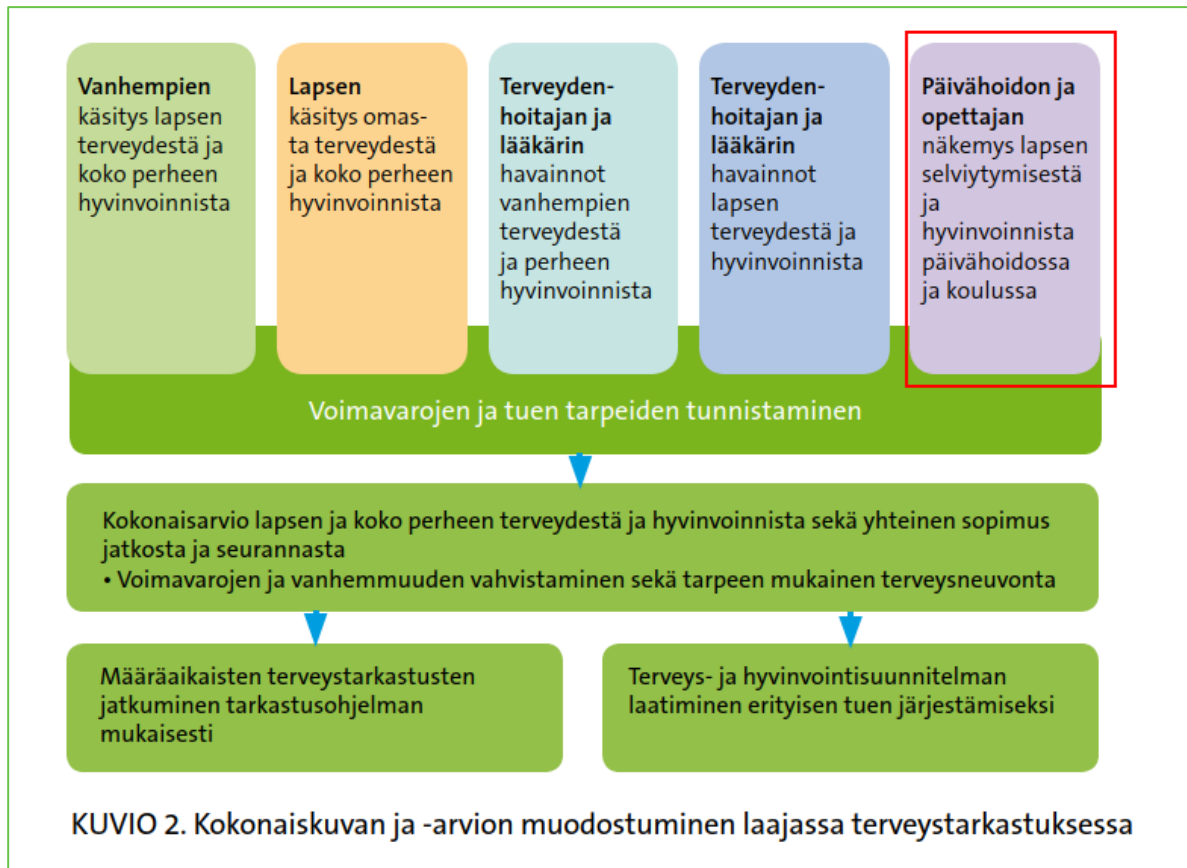 Vanhempien
käsitys lapsen
terveydestä ja
koko perheen
hyvinvoinnista
Lapsen
käsitys omas-
ta terveydestä
ja koko perheen
hyvinvoinnista
Terveyden-
hoitajan ja
lääkärin
havainnot
vanhempien
terveydestä
ja perheen
hyvinvoinnista
Terveyden-
hoitajan ja
lääkärin
havainnot
lapsen
terveydestä ja
hyvinvoinnista
Päivähoidon ja
opettajan
näkemys lapsen
selviytymisestä
ja
hyvinvoinnista
päivähoidossa
ja koulussa
Voimavarojen ja tuen tarpeiden tunnistaminen
Kokonaisarvio lapsen ja koko perheen terveydestä ja hyvinvoinnista sekä yhteinen sopimus
jatkosta ja seurannasta
• Voimavarojen ja vanhemmuuden vahvistaminen sekä tarpeen mukainen terveysneuvonta
Määräaikaisten terveystarkastusten
jatkuminen tarkastusohjelman
mukaisesti
Terveys- ja hyvinvointisuunnitelman
laatiminen erityisen tuen järjestämiseksi
KUVIO 2. Kokonaiskuvan ja -arvion muodostuminen laajassa terveystarkastuksessa